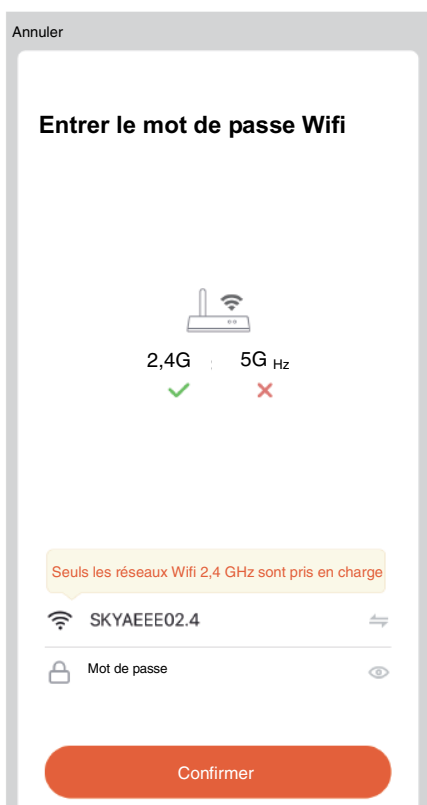 Annuler
Entrer le mot de passe Wifi
2,4G 5G Hz
Seuls les réseaux Wifi 2,4 GHz sont pris en charge
SKYAEEE02.4
Mot de passe
Confirmer